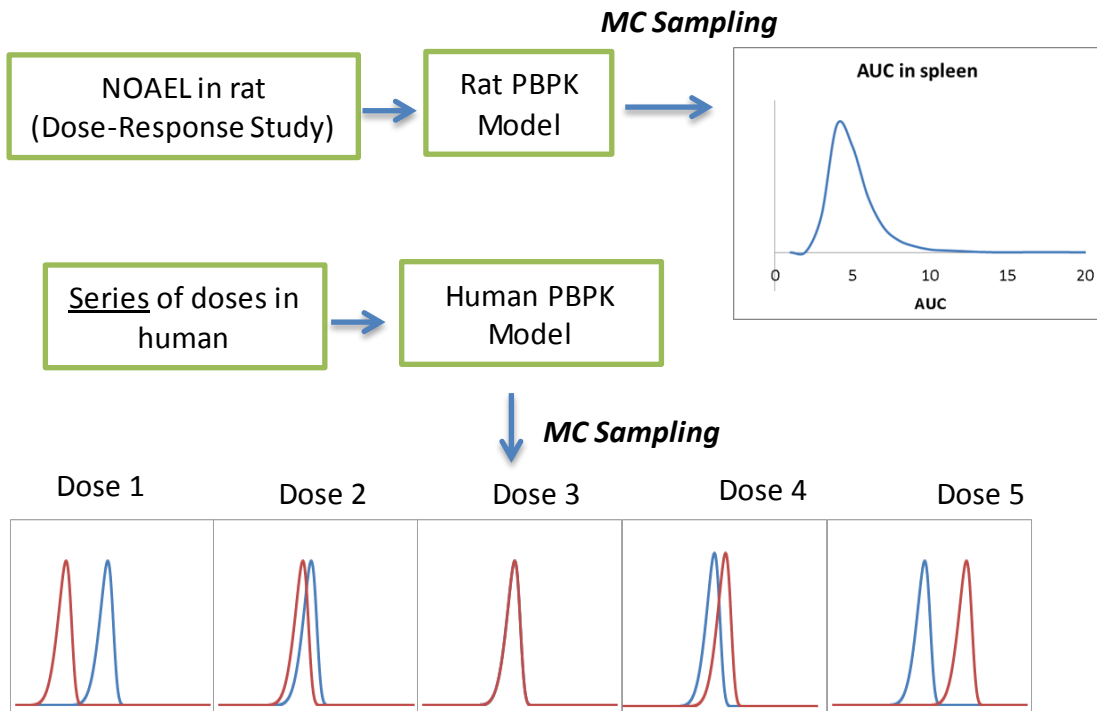 MC Sampling
NOAEL in rat
(Dose-Response Study)
Rat PBPK
Model
AUC in spleen
0 5 10 15 20
AUC
Series of doses in
human
Human PBPK
Model
MC Sampling
Dose 1 Dose 2 Dose 3 Dose 4 Dose 5